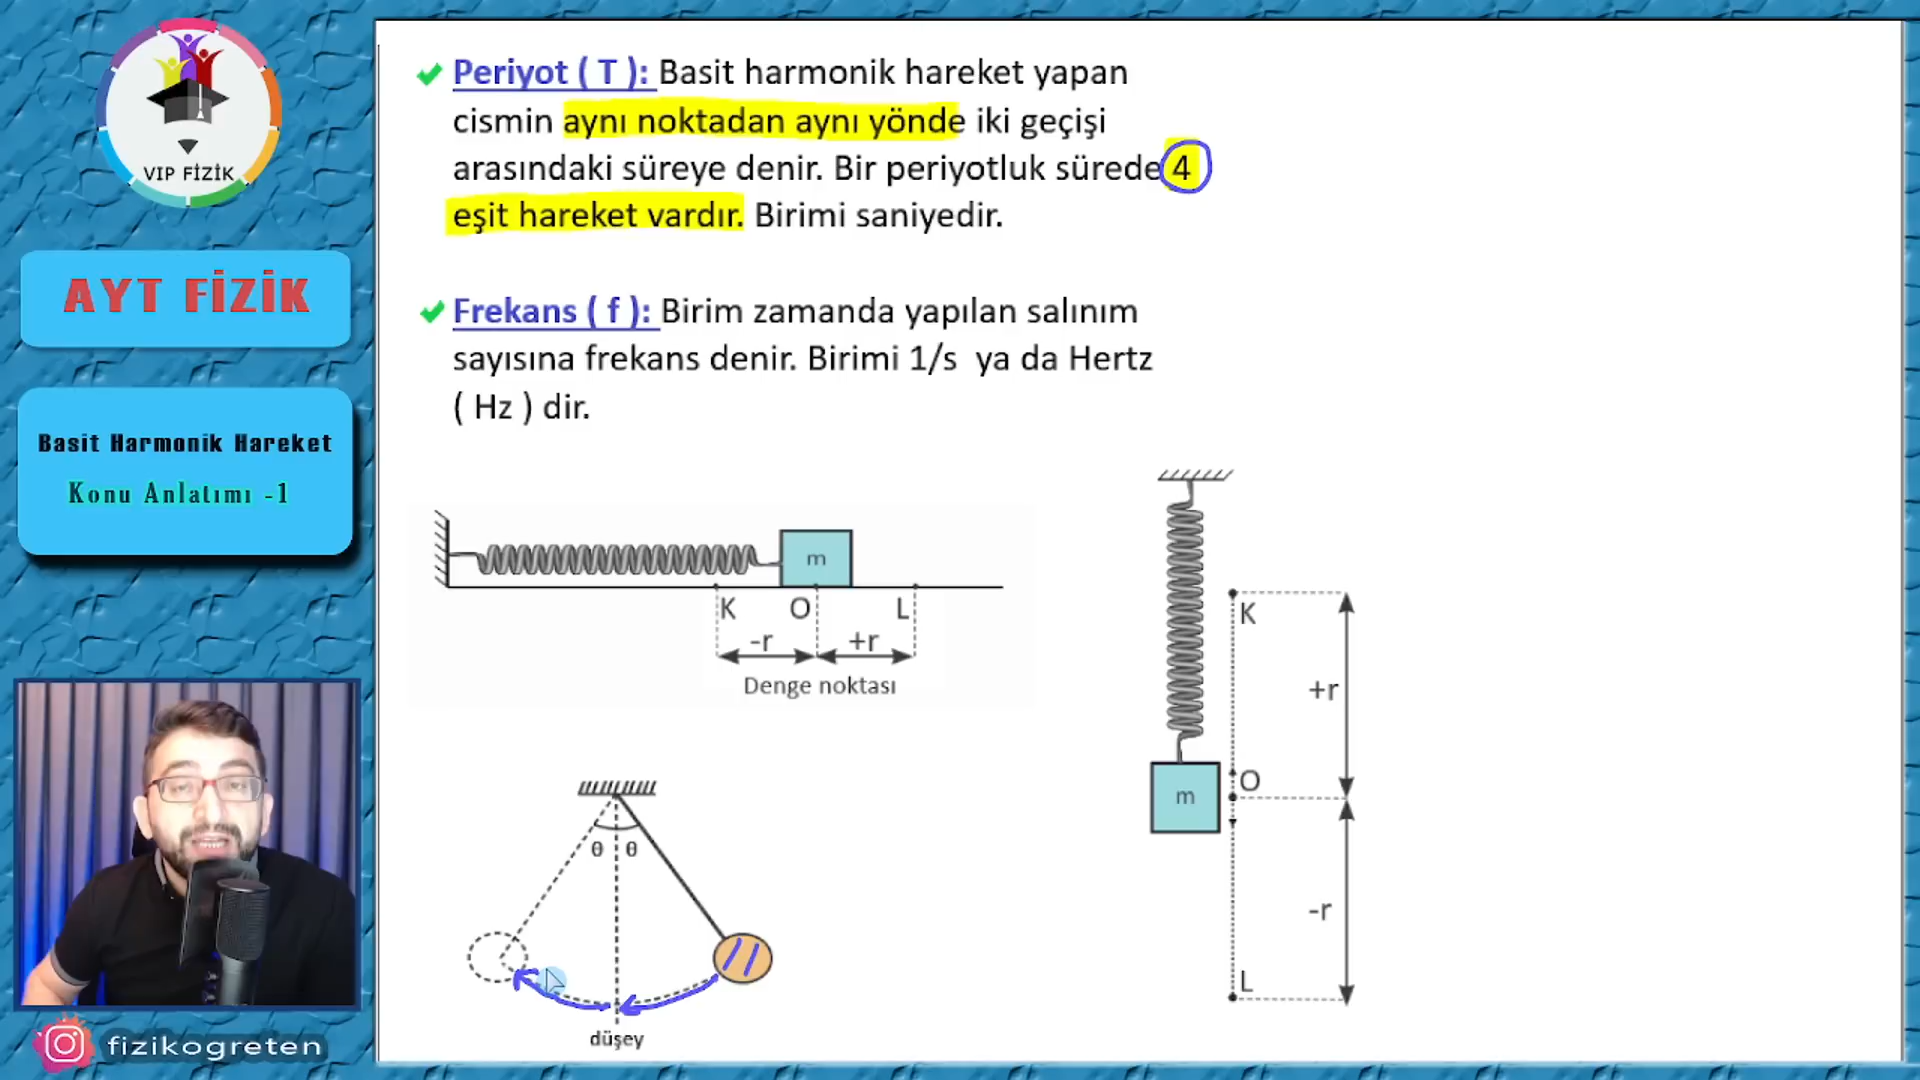 VIP FİZİK
AYT FİZİK
Basit Harmonik Hareket
Konu Anlatımı -1
fizikogreten
Periyot ( T ): Basit harmonik hareket yapan
cismin aynı noktadan aynı yönde iki geçişi
arasındaki süreye denir. Bir periyotluk sürede 4
eşit hareket vardır. Birimi saniyedir.
Frekans ( f ): Birim zamanda yapılan salınım
sayısına frekans denir. Birimi 1/s ya da Hertz
( Hz ) dir.
m
K O L
-r +r
Denge noktası
θ θ
düşey
K
+r
m
O
-r
L